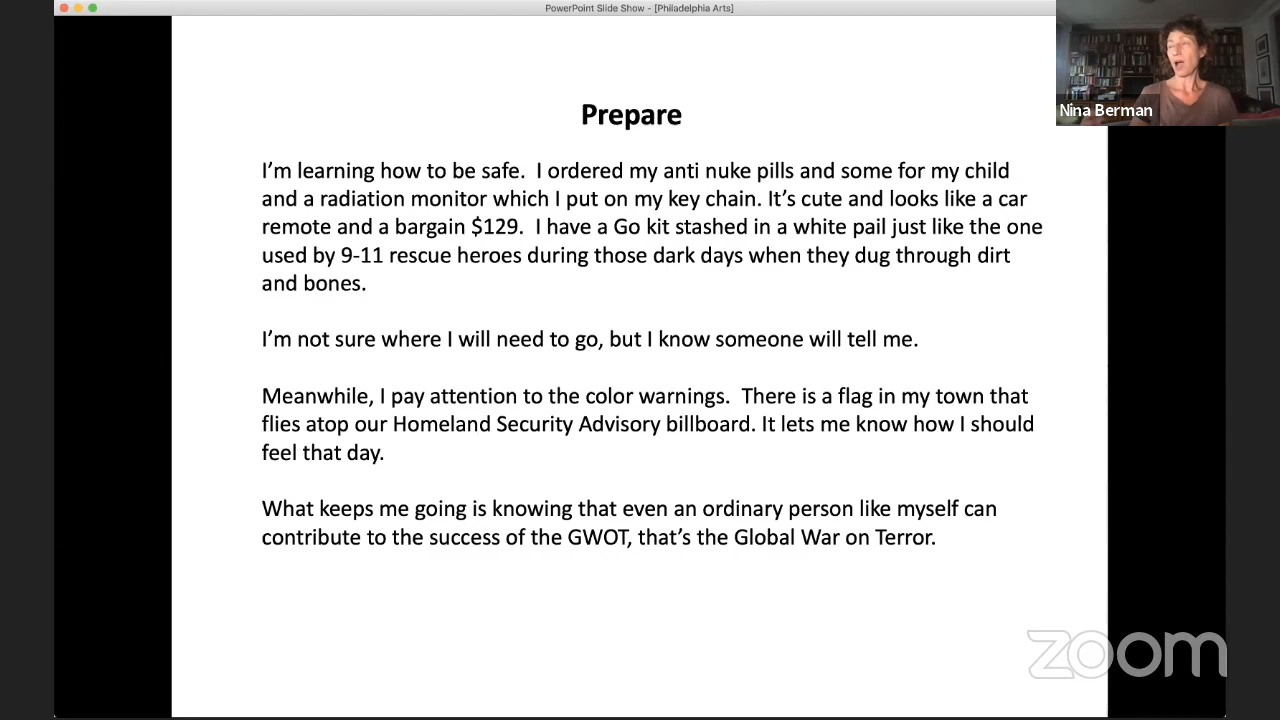 PowerPoint Slide Show - [Philadelphia Arts]
Nina Berman
Prepare
I’m learning how to be safe.  I ordered my anti nuke pills and some for my child
and a radiation monitor which I put on my key chain. It’s cute and looks like a car
remote and a bargain $129.  I have a Go kit stashed in a white pail just like the one
used by 9-11 rescue heroes during those dark days when they dug through dirt
and bones.
I’m not sure where I will need to go, but I know someone will tell me.
Meanwhile, I pay attention to the color warnings.  There is a flag in my town that
flies atop our Homeland Security Advisory billboard. It lets me know how I should
feel that day.
What keeps me going is knowing that even an ordinary person like myself can
contribute to the success of the GWOT, that’s the Global War on Terror.
zoom